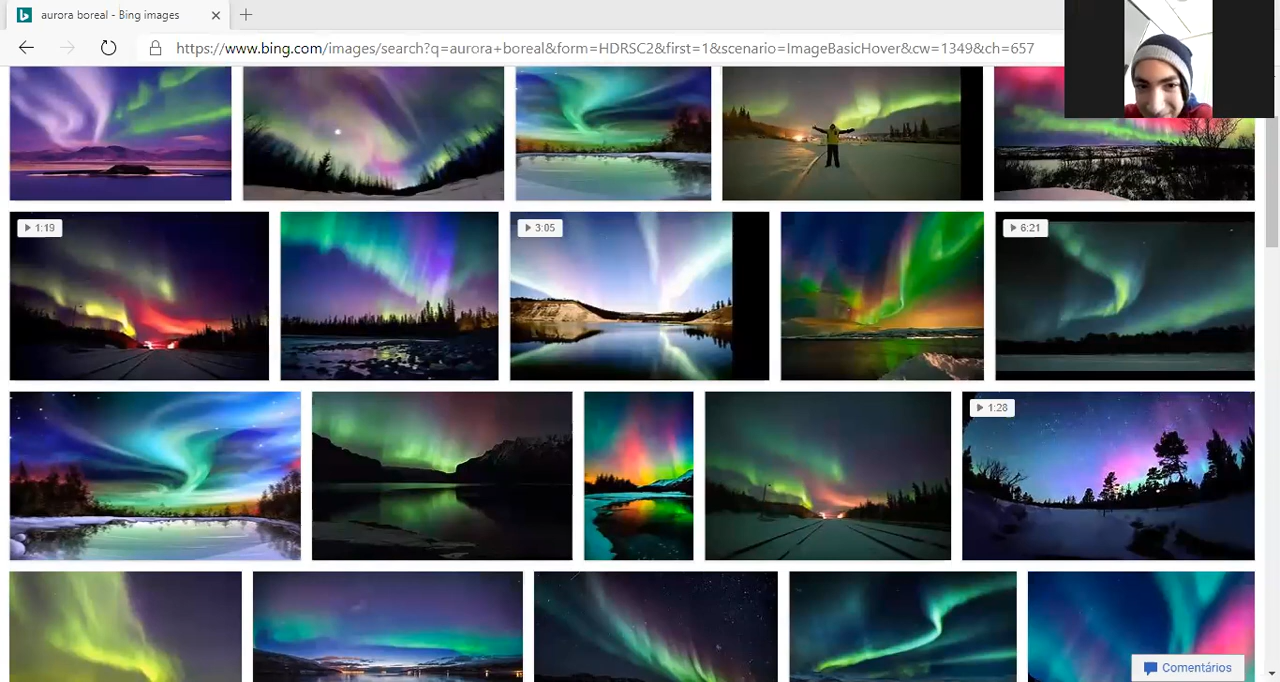 aurora boreal - Bing images
https://www.bing.com/images/search?q=aurora+boreal&form=HDRSC2&first=1&scenario=ImageBasicHover&cw=1349&ch=657
1:19
3:05
6:21
1:28
Comentários